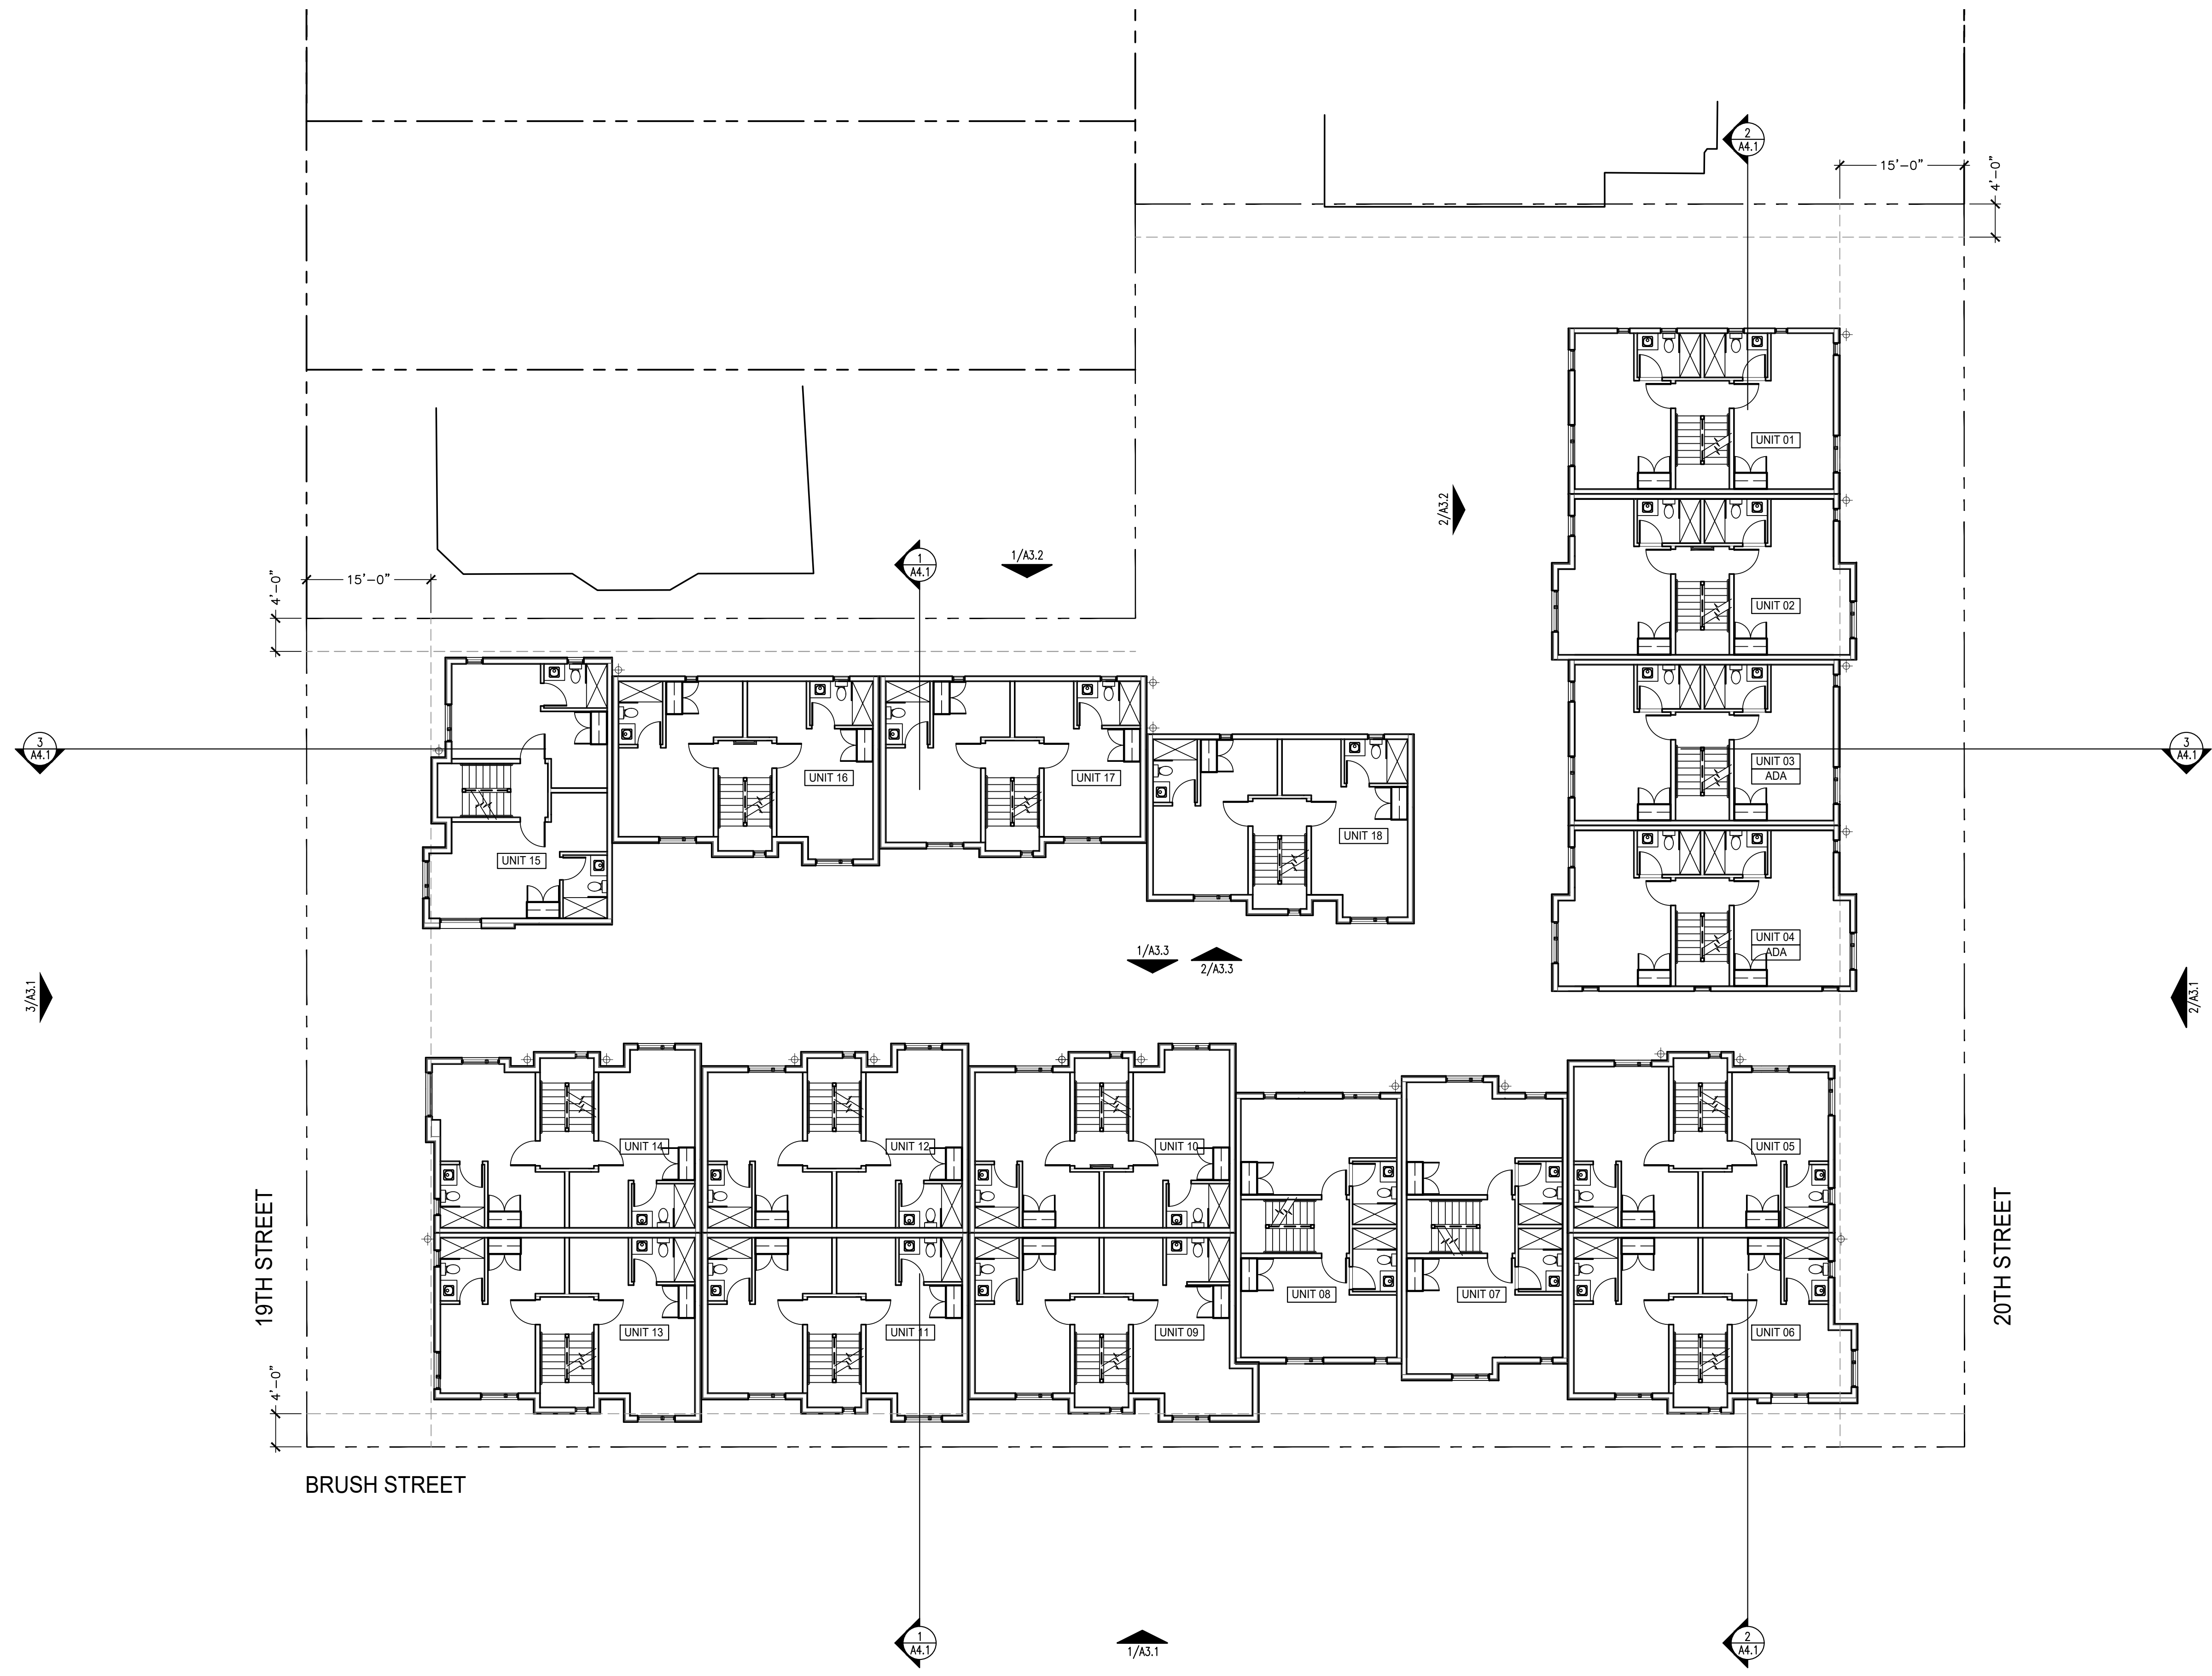 2
A4.1
15'-0"
4'-0"
UNIT 01
2/A3.2
1
A4.1
1/A3.2
15'-0"
4'-0"
UNIT 02
3
A4.1
3
A4.1
UNIT 16
UNIT 17
UNIT 03
ADA
UNIT 18
UNIT 15
UNIT 04
ADA
1/A3.3
2/A3.3
3/A3.1
2/A3.1
UNIT 14
UNIT 12
UNIT 10
UNIT 05
19TH STREET
20TH STREET
UNIT 08
UNIT 07
UNIT 13
UNIT 11
UNIT 09
UNIT 06
4'-0"
BRUSH STREET
1
A4.1
1/A3.1
2
A4.1